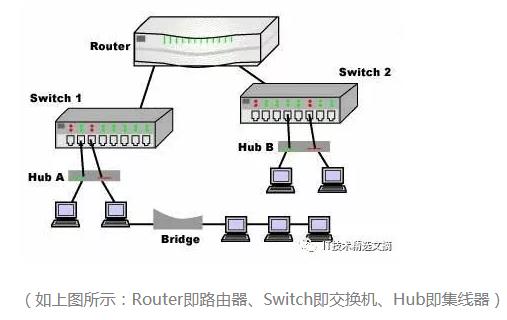 Router
Switch 2
Switch 1
Hub B
Hub A
Bridge
IT技术精选文摘
（如上图所示：Router即路由器、Switch即交换机、Hub即集线器）